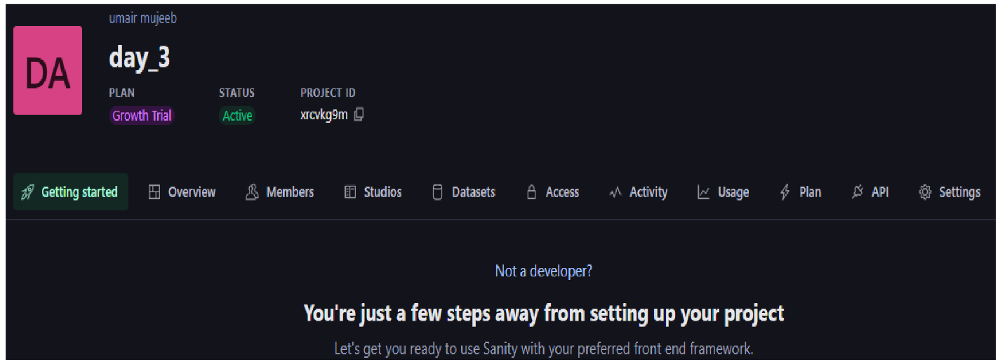 umair mujeeb
DA
day_3
PLAN STATUS PROJECT ID
Growth Trial Active xrcvkg9m
Getting started Overview Members Studios Datasets Access Activity Usage Plan API Settings
Not a developer?
You're just a few steps away from setting up your project
Let's get you ready to use Sanity with your preferred front end framework.